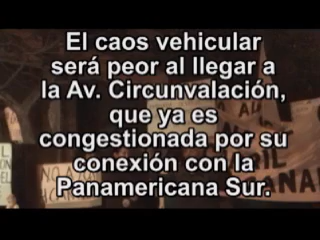 El caos vehicular
será peor al llegar a
la Av. Circunvalación,
que ya es
congestionada por su
conexión con la
Panamericana Sur.